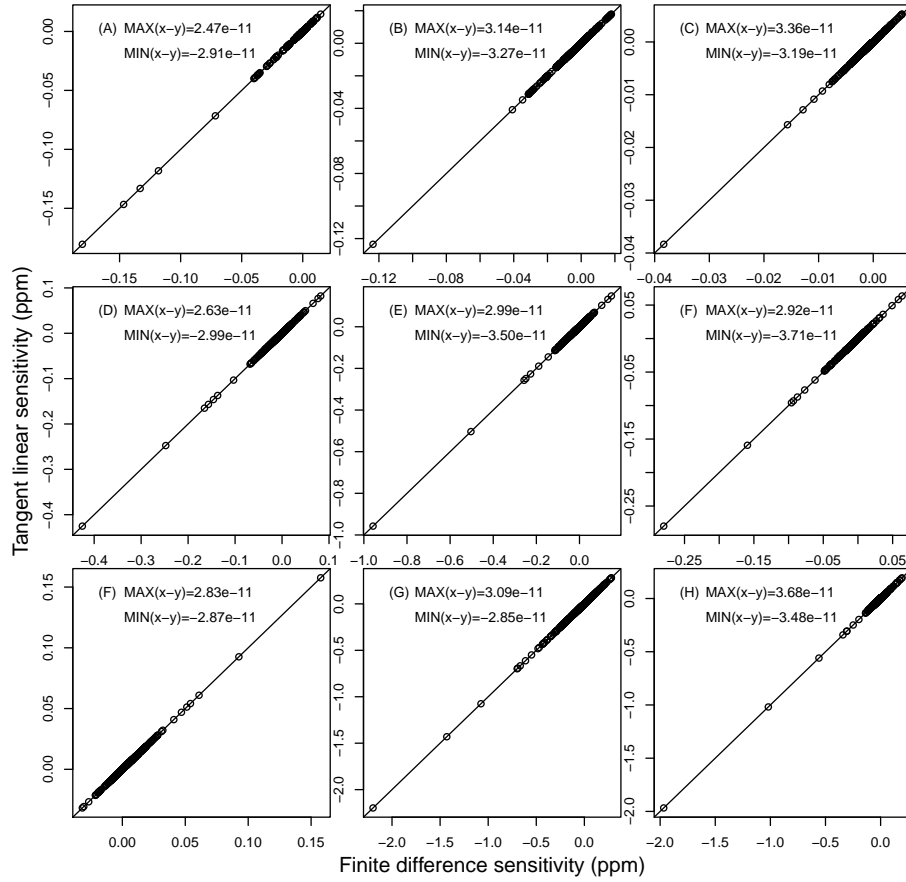 (A) MAX(x−y)=2.47e−11
MIN(x−y)=−2.91e−11
0.00
−0.05
−0.10
−0.15
−0.15 −0.10 −0.05 0.00
(B) MAX(x−y)=3.14e−11
MIN(x−y)=−3.27e−11
0.00
−0.04
−0.08
−0.12
−0.12 −0.08 −0.04 0.00
(C) MAX(x−y)=3.36e−11
MIN(x−y)=−3.19e−11
0.00
−0.01
−0.02
−0.03
−0.04
−0.04 −0.03 −0.02 −0.01 0.00
Tangent linear sensitivity (ppm)
(D) MAX(x−y)=2.63e−11
MIN(x−y)=−2.99e−11
0.1
0.0
−0.1
−0.2
−0.3
−0.4
−0.4 −0.3 −0.2 −0.1 0.0 0.1
(E) MAX(x−y)=2.99e−11
MIN(x−y)=−3.50e−11
0.0
−0.2
−0.4
−0.6
−0.8
−1.0
−1.0 −0.8 −0.6 −0.4 −0.2 0.0
(F) MAX(x−y)=2.92e−11
MIN(x−y)=−3.71e−11
0.05
−0.05
−0.15
−0.25
−0.25 −0.15 −0.05 0.05
(F) MAX(x−y)=2.83e−11
MIN(x−y)=−2.87e−11
0.15
0.10
0.05
0.00
0.00 0.05 0.10 0.15
(G) MAX(x−y)=3.09e−11
MIN(x−y)=−2.85e−11
0.0
−0.5
−1.0
−1.5
−2.0
−2.0 −1.5 −1.0 −0.5 0.0
(H) MAX(x−y)=3.68e−11
MIN(x−y)=−3.48e−11
0.0
−0.5
−1.0
−1.5
−2.0
−2.0 −1.5 −1.0 −0.5 0.0
Finite difference sensitivity (ppm)